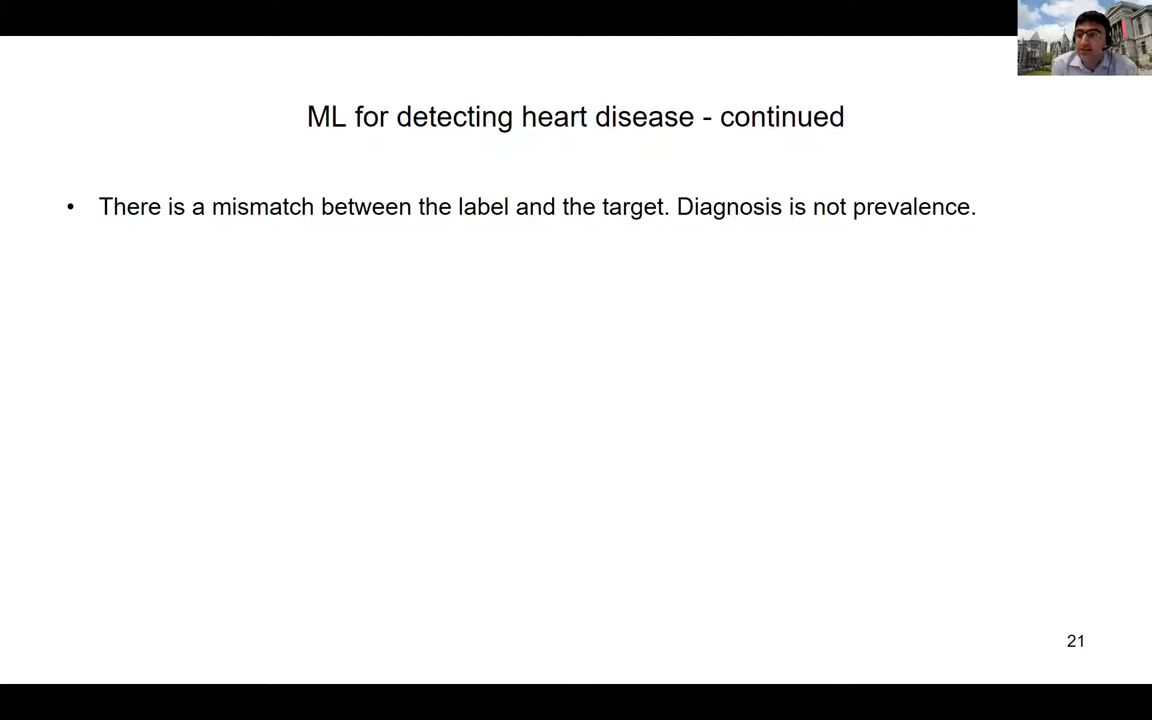 ML for detecting heart disease - continued
• There is a mismatch between the label and the target. Diagnosis is not prevalence.
21